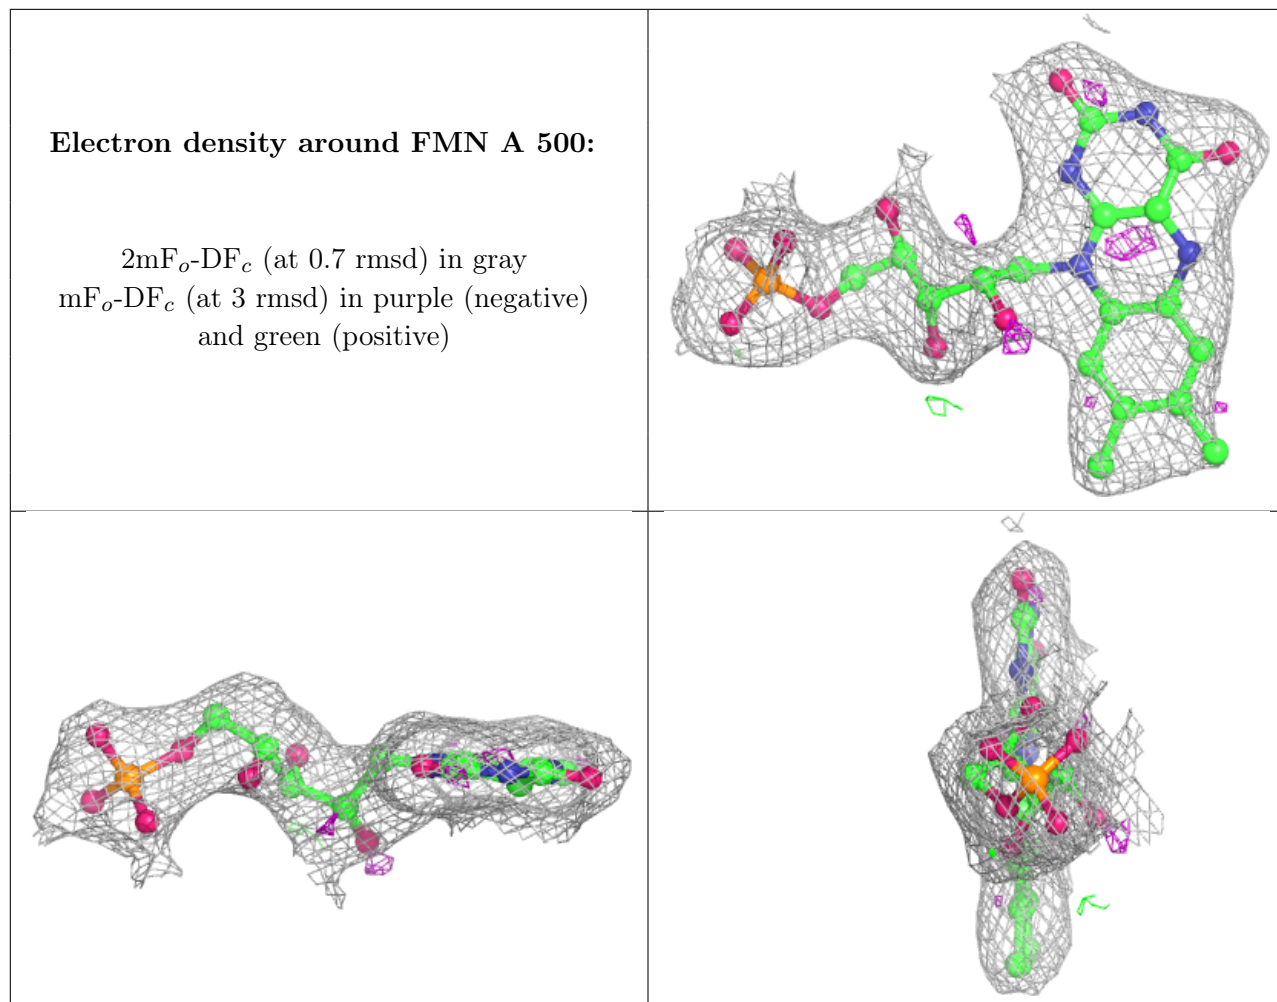 Electron density around FMN A 500:
2mFo-DFc (at 0.7 rmsd) in gray
mFo-DFc (at 3 rmsd) in purple (negative)
and green (positive)